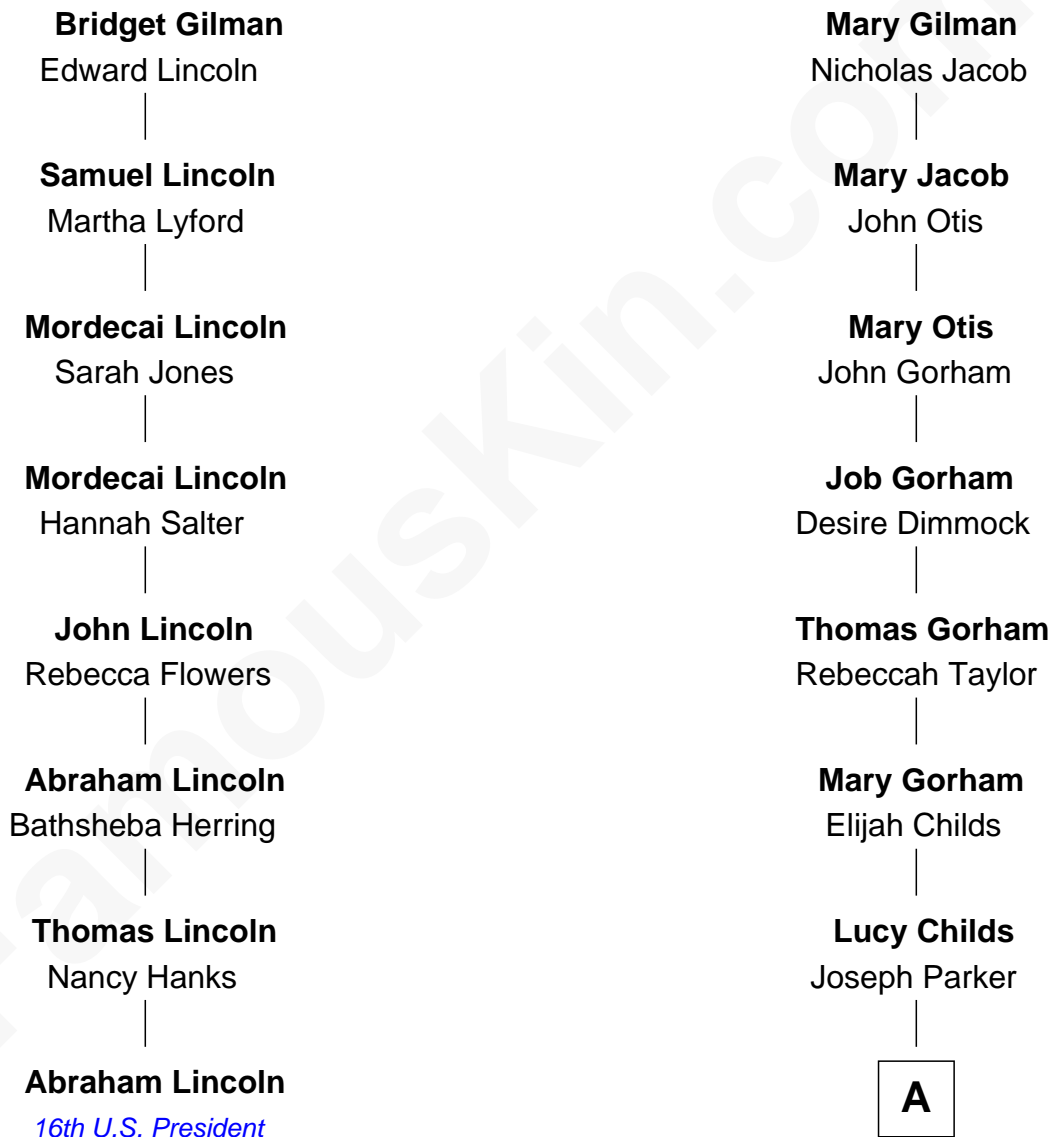 Bridget Gilman
Edward Lincoln
Samuel Lincoln
Martha Lyford
Mordecai Lincoln
Sarah Jones
Mordecai Lincoln
Hannah Salter
John Lincoln
Rebecca Flowers
Abraham Lincoln
Bathsheba Herring
Thomas Lincoln
Nancy Hanks
Abraham Lincoln
16th U.S. President
Mary Gilman
Nicholas Jacob
Mary Jacob
John Otis
Mary Otis
John Gorham
Job Gorham
Desire Dimmock
Thomas Gorham
Rebeccah Taylor
Mary Gorham
Elijah Childs
Lucy Childs
Joseph Parker
A
FamousKin.com